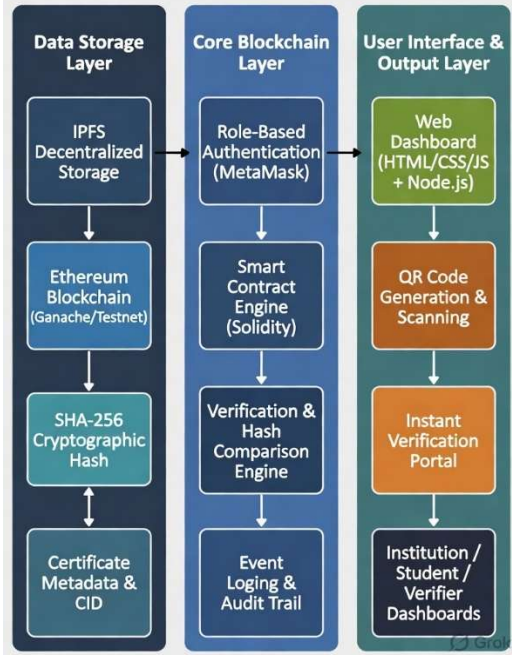 Data Storage
Layer
IPFS
Decentralized
Storage
Ethereum
Blockchain
(Ganache/Testnet)
SHA-256
Cryptographic
Hash
Certificate
Metadata &
CID
Core Blockchain
Layer
Role-Based
Authentication
(MetaMask)
Smart
Contract
Engine
(Solidity)
Verification &
Hash
Comparison
Engine
Event
Loging &
Audit Trail
User Interface &
Output Layer
Web
Dashboard
(HTML/CSS/JS
+ Node.js)
QR Code
Generation &
Scanning
Instant
Verification
Portal
Institution /
Student /
Verifier
Dashboards
Grok